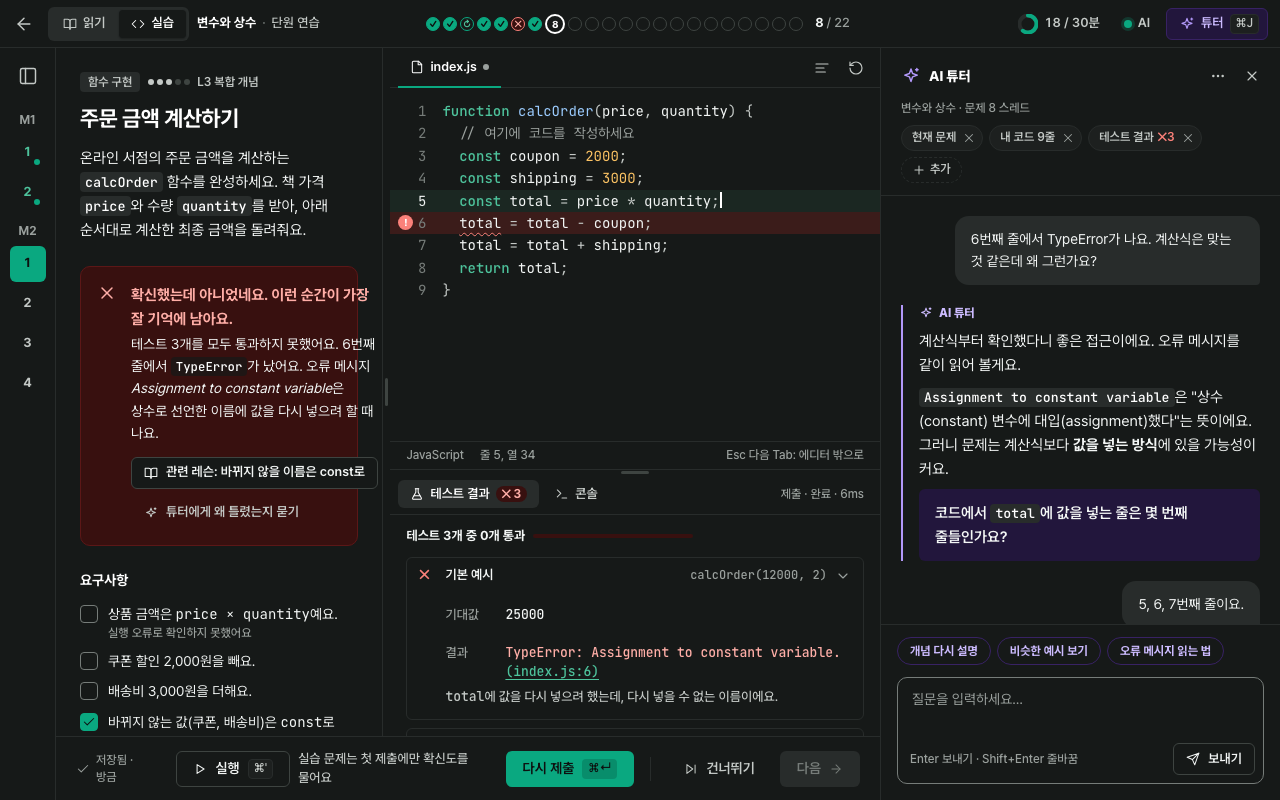 읽기
실습
변수와 상수 · 단원 연습
8
8 / 22
18 / 30분
AI
튜터 ⌘J
M1
1
2
M2
1
2
3
4
함수 구현 L3 복합 개념
주문 금액 계산하기
온라인 서점의 주문 금액을 계산하는
calcOrder 함수를 완성하세요. 책 가격
price와 수량 quantity를 받아, 아래
순서대로 계산한 최종 금액을 돌려줘요.
확신했는데 아니었네요. 이런 순간이 가장
잘 기억에 남아요.
테스트 3개를 모두 통과하지 못했어요. 6번째
줄에서 TypeError가 났어요. 오류 메시지
Assignment to constant variable은
상수로 선언한 이름에 값을 다시 넣으려 할 때
나요.
관련 레슨: 바뀌지 않을 이름은 const로
튜터에게 왜 틀렸는지 묻기
요구사항
상품 금액은 price × quantity예요.
실행 오류로 확인하지 못했어요
쿠폰 할인 2,000원을 빼요.
배송비 3,000원을 더해요.
바뀌지 않는 값(쿠폰, 배송비)은 const로
index.js
1 function calcOrder(price, quantity) {
2 // 여기에 코드를 작성하세요
3 const coupon = 2000;
4 const shipping = 3000;
5 const total = price * quantity;
6 total = total - coupon;
7 total = total + shipping;
8 return total;
9 }
JavaScript 줄 5, 열 34 Esc 다음 Tab: 에디터 밖으로
테스트 결과 3
콘솔
제출 · 완료 · 6ms
테스트 3개 중 0개 통과
기본 예시 calcOrder(12000, 2)
기대값 25000
결과 TypeError: Assignment to constant variable.
(index.js:6)
total에 값을 다시 넣으려 했는데, 다시 넣을 수 없는 이름이에요.
AI 튜터
변수와 상수 · 문제 8 스레드
현재 문제
내 코드 9줄
테스트 결과 3
추가
6번째 줄에서 TypeError가 나요. 계산식은 맞는
것 같은데 왜 그런가요?
AI 튜터
계산식부터 확인했다니 좋은 접근이에요. 오류 메시지를
같이 읽어 볼게요.
Assignment to constant variable은 "상수
(constant) 변수에 대입(assignment)했다"는 뜻이에요.
그러니 문제는 계산식보다 값을 넣는 방식에 있을 가능성이
커요.
코드에서 total에 값을 넣는 줄은 몇 번째
줄들인가요?
5, 6, 7번째 줄이요.
개념 다시 설명
비슷한 예시 보기
오류 메시지 읽는 법
질문을 입력하세요...
Enter 보내기 · Shift+Enter 줄바꿈
보내기
저장됨 ·
방금
실행 ⌘'
실습 문제는 첫 제출에만 확신도를
물어요
다시 제출 ⌘↵
건너뛰기
다음 →